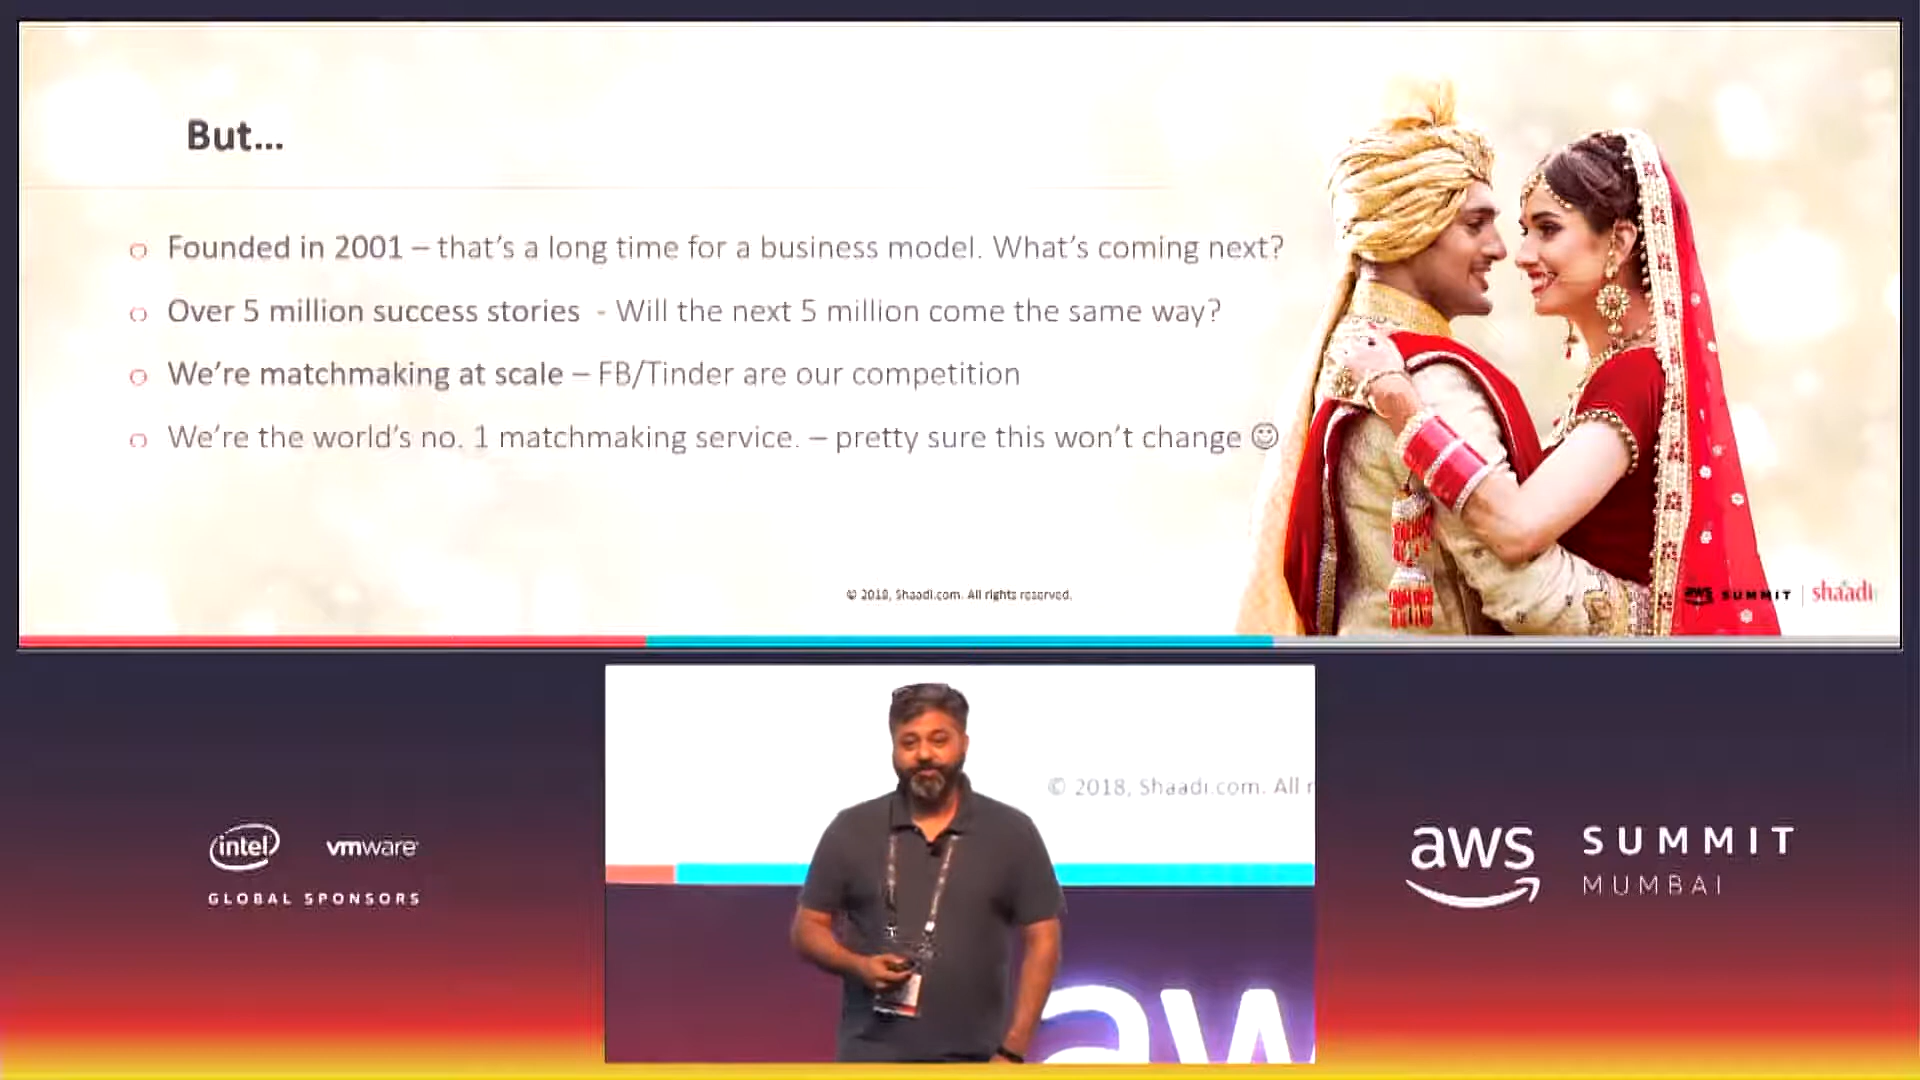 But...
Founded in 2001 – that's a long time for a business model. What's coming next?
Over 5 million success stories - Will the next 5 million come the same way?
We're matchmaking at scale – FB/Tinder are our competition
We're the world's no. 1 matchmaking service. – pretty sure this won't change ☺
© 2018, Shaadi.com. All rights reserved.
aws SUMMIT | shaadi
© 2018, Shaadi.com. All r
intel vmware
GLOBAL SPONSORS
aws SUMMIT
MUMBAI
aw